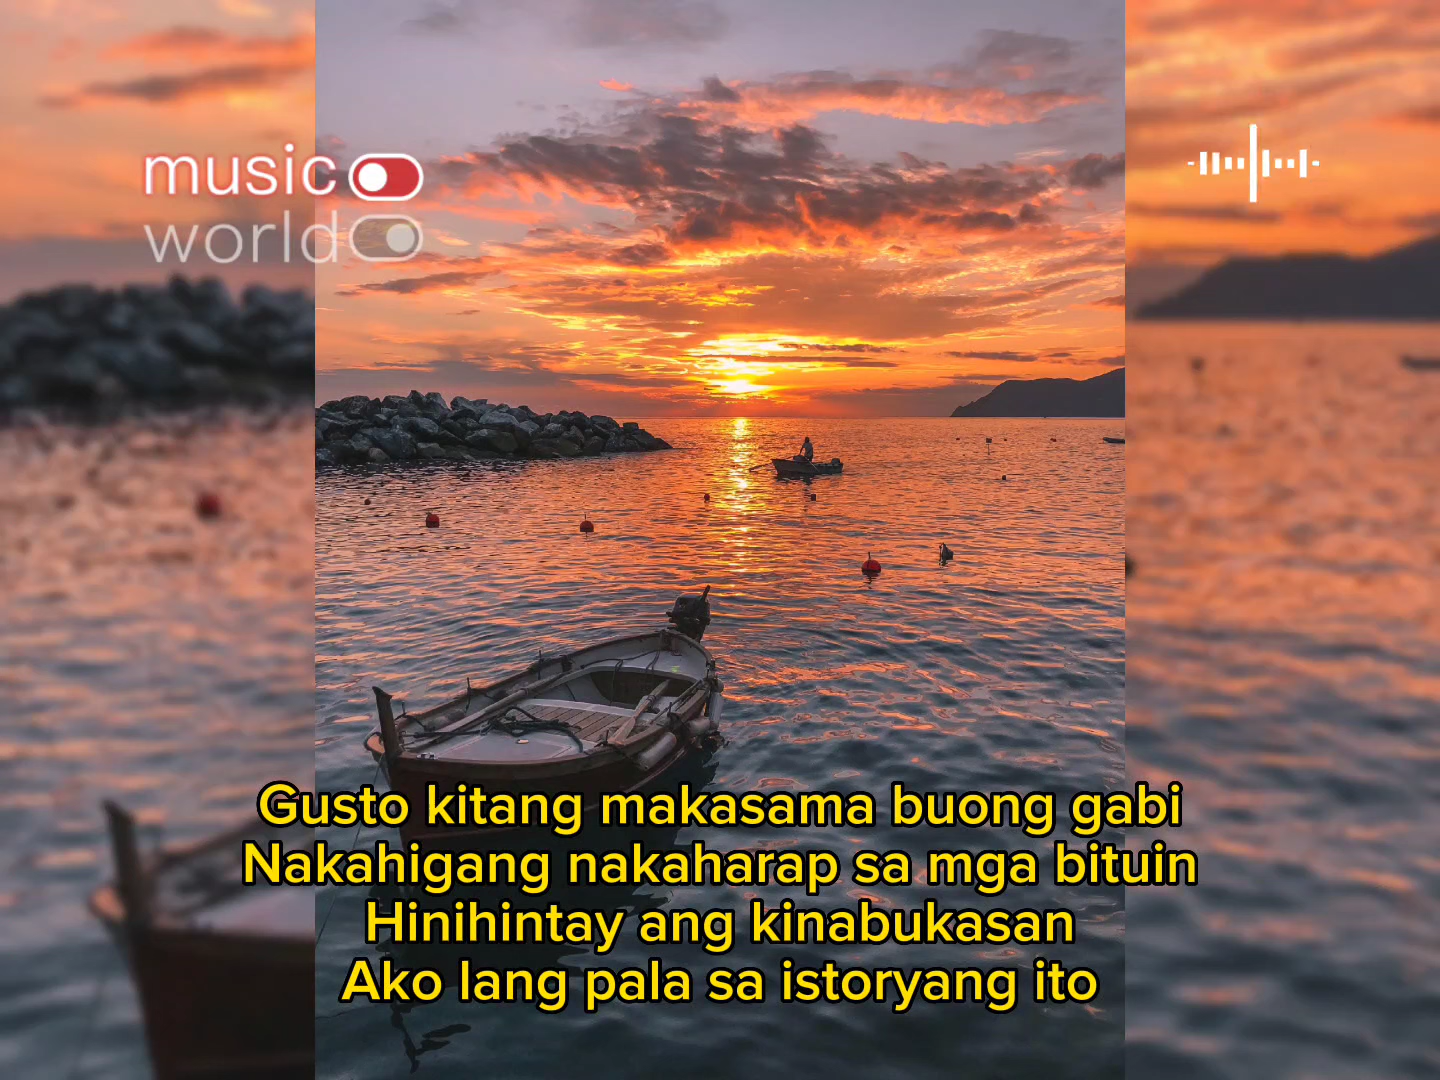 music
world
Gusto kitang makasama buong gabi
Nakahigang nakaharap sa mga bituin
Hinihintay ang kinabukasan
Ako lang pala sa istoryang ito